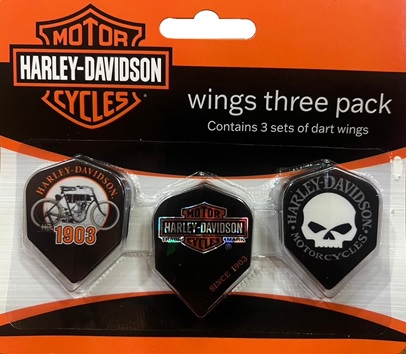 MOTOR
HARLEY-DAVIDSON
CYCLES
wings three pack
Contains 3 sets of dart wings
HARLEY-DAVIDSON
1903
MOTOR
HARLEY-DAVIDSON
CYCLES
SINCE 1903
HARLEY-DAVIDSON
MOTORCYCLES